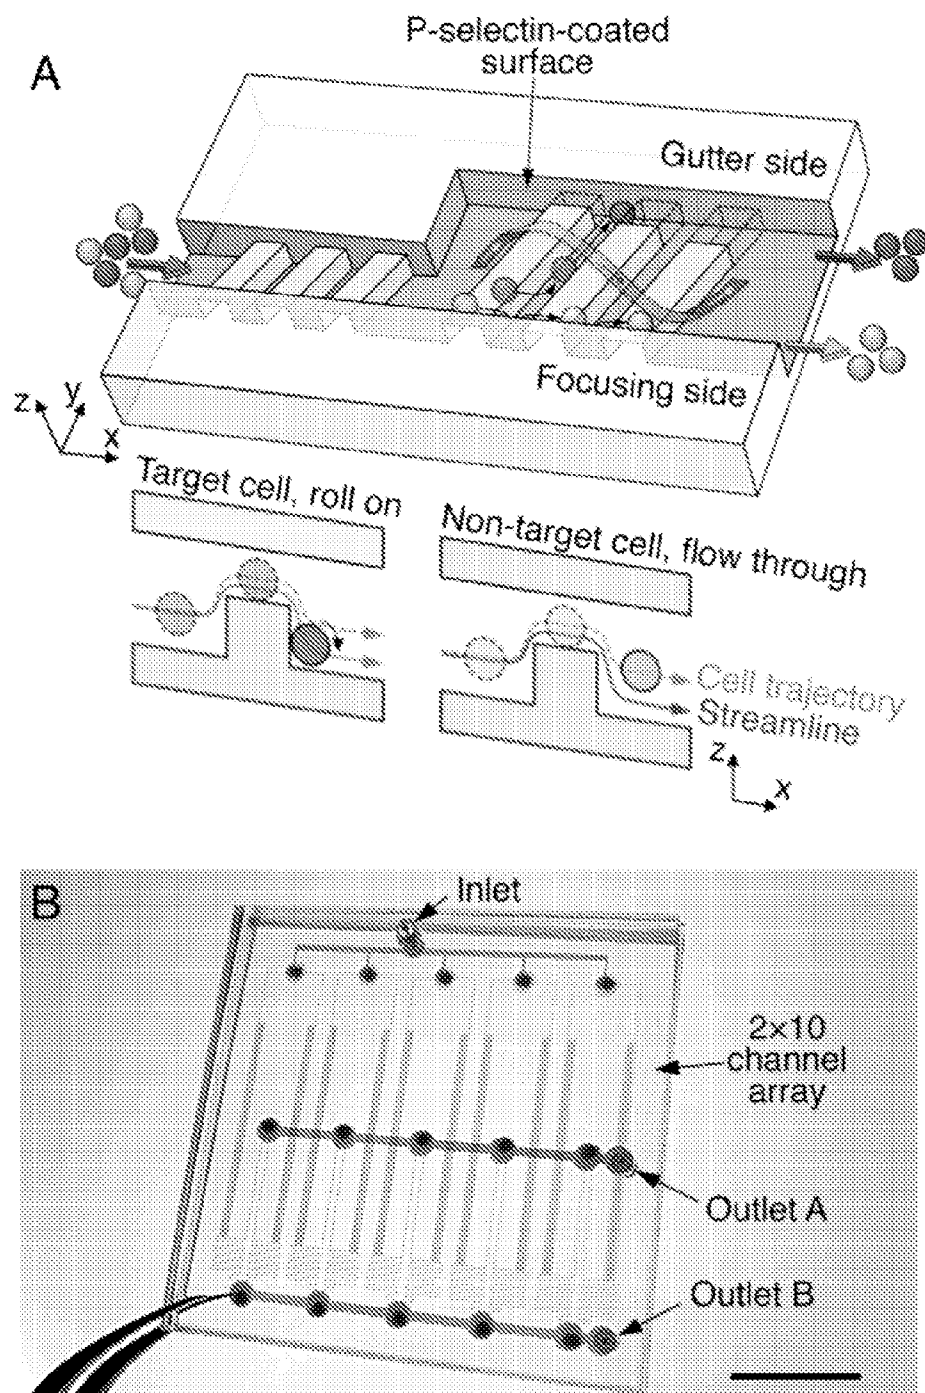 A
P-selectin-coated
surface
Gutter side
Focusing side
z
y
x
Target cell, roll on
Non-target cell, flow through
Cell trajectory
Streamline
z
x
B
Inlet
2×10
channel
array
Outlet A
Outlet B